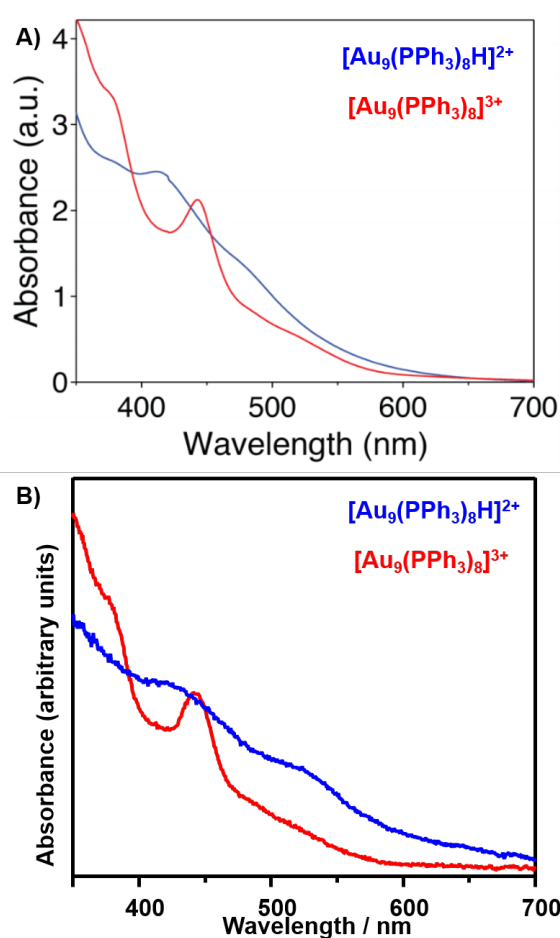 A)
[Au₉(PPh₃)₈H]²⁺
[Au₉(PPh₃)₈]³⁺
Absorbance (a.u.)
4
3
2
1
0
400 500 600 700
Wavelength (nm)
B)
[Au₉(PPh₃)₈H]²⁺
[Au₉(PPh₃)₈]³⁺
Absorbance (arbitrary units)
400 500 600 700
Wavelength / nm